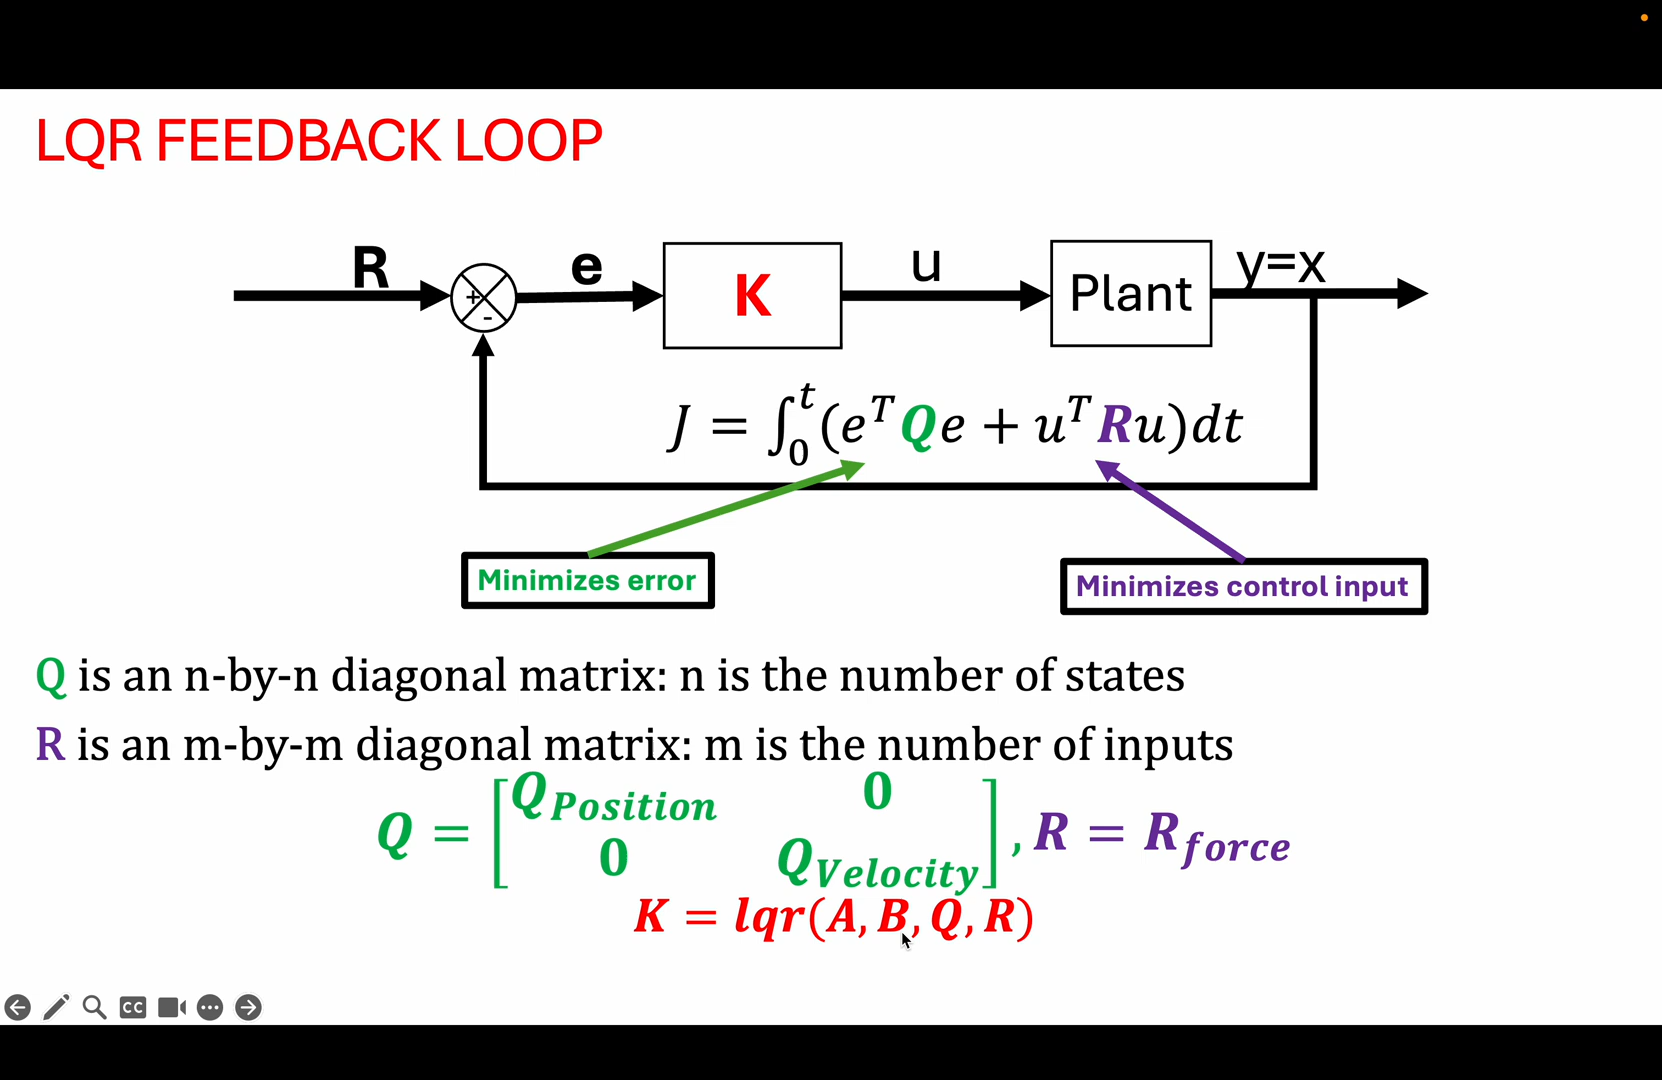 LQR FEEDBACK LOOP
R e K u Plant y=x
+
-
J = ∫₀ᵗ(eᵀQe + uᵀRu)dt
Minimizes error
Minimizes control input
Q is an n-by-n diagonal matrix: n is the number of states
R is an m-by-m diagonal matrix: m is the number of inputs
Q = [Q_Position 0
0 Q_Velocity], R = R_force
K = lqr(A, B, Q, R)
CC